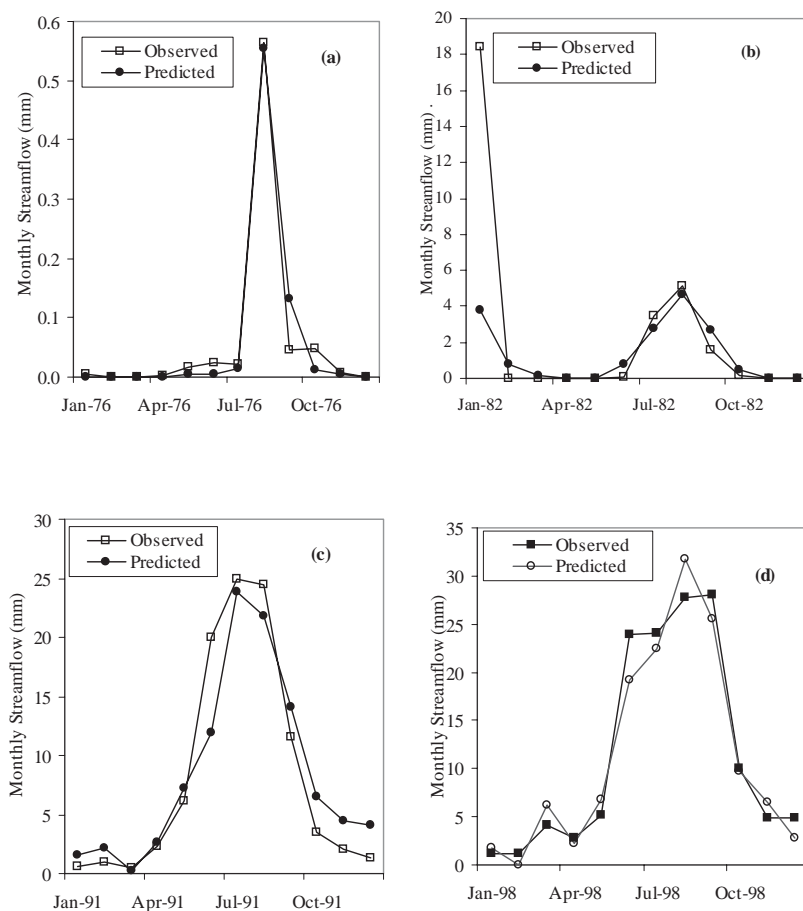 (a)
Observed
Predicted
Monthly Streamflow (mm)
0.6
0.5
0.4
0.3
0.2
0.1
0.0
Jan-76 Apr-76 Jul-76 Oct-76
(b)
Observed
Predicted
Monthly Streamflow (mm) .
20
18
16
14
12
10
8
6
4
2
0
Jan-82 Apr-82 Jul-82 Oct-82
(c)
Observed
Predicted
Monthly Streamflow (mm)
30
25
20
15
10
5
0
Jan-91 Apr-91 Jul-91 Oct-91
(d)
Observed
Predicted
Monthly Streamflow (mm)
35
30
25
20
15
10
5
0
Jan-98 Apr-98 Jul-98 Oct-98